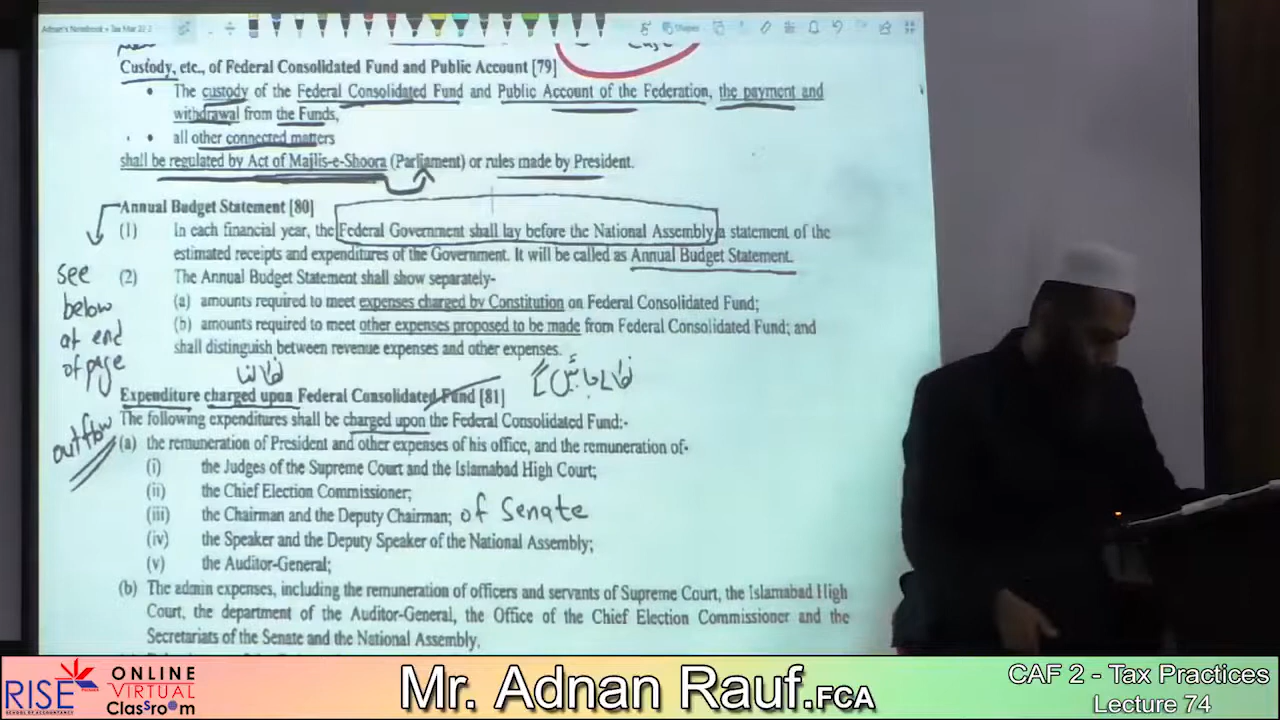 Adnan's Notebook • Tax Mar 22 2
Shapes
Custody, etc., of Federal Consolidated Fund and Public Account [79]
• The custody of the Federal Consolidated Fund and Public Account of the Federation, the payment and
withdrawal from the Funds,
• all other connected matters
shall be regulated by Act of Majlis-e-Shoora (Parliament) or rules made by President.
Annual Budget Statement [80]
(1) In each financial year, the Federal Government shall lay before the National Assembly a statement of the
estimated receipts and expenditures of the Government. It will be called as Annual Budget Statement.
(2) The Annual Budget Statement shall show separately-
(a) amounts required to meet expenses charged by Constitution on Federal Consolidated Fund;
(b) amounts required to meet other expenses proposed to be made from Federal Consolidated Fund; and
shall distinguish between revenue expenses and other expenses.
see
below
at end
of page
Expenditure charged upon Federal Consolidated Fund [81]
outflow
The following expenditures shall be charged upon the Federal Consolidated Fund:-
(a) the remuneration of President and other expenses of his office, and the remuneration of-
(i) the Judges of the Supreme Court and the Islamabad High Court;
(ii) the Chief Election Commissioner;
(iii) the Chairman and the Deputy Chairman; of Senate
(iv) the Speaker and the Deputy Speaker of the National Assembly;
(v) the Auditor-General;
(b) The admin expenses, including the remuneration of officers and servants of Supreme Court, the Islamabad High
Court, the department of the Auditor-General, the Office of the Chief Election Commissioner and the
Secretariats of the Senate and the National Assembly,
RISE
SCHOOL OF ACCOUNTANCY
ONLINE
VIRTUAL
Classroom
Mr. Adnan Rauf.FCA
CAF 2 - Tax Practices
Lecture 74